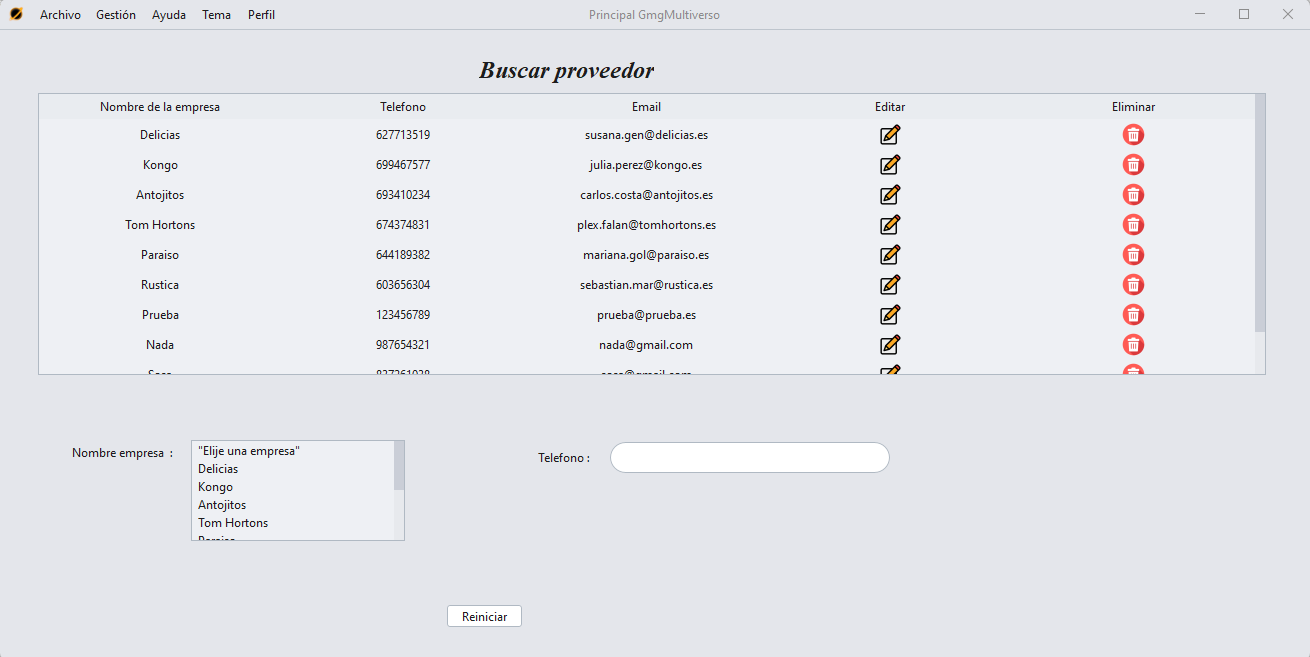 Archivo Gestión Ayuda Tema Perfil Principal GmgMultiverso
Buscar proveedor
Nombre de la empresa Telefono Email Editar Eliminar
Delicias 627713519 susana.gen@delicias.es
Kongo 699467577 julia.perez@kongo.es
Antojitos 693410234 carlos.costa@antojitos.es
Tom Hortons 674374831 plex.falan@tomhortons.es
Paraiso 644189382 mariana.gol@paraiso.es
Rustica 603656304 sebastian.mar@rustica.es
Prueba 123456789 prueba@prueba.es
Nada 987654321 nada@gmail.com
Nombre empresa :
"Elije una empresa"
Delicias
Kongo
Antojitos
Tom Hortons
Paraiso
Telefono :
Reiniciar